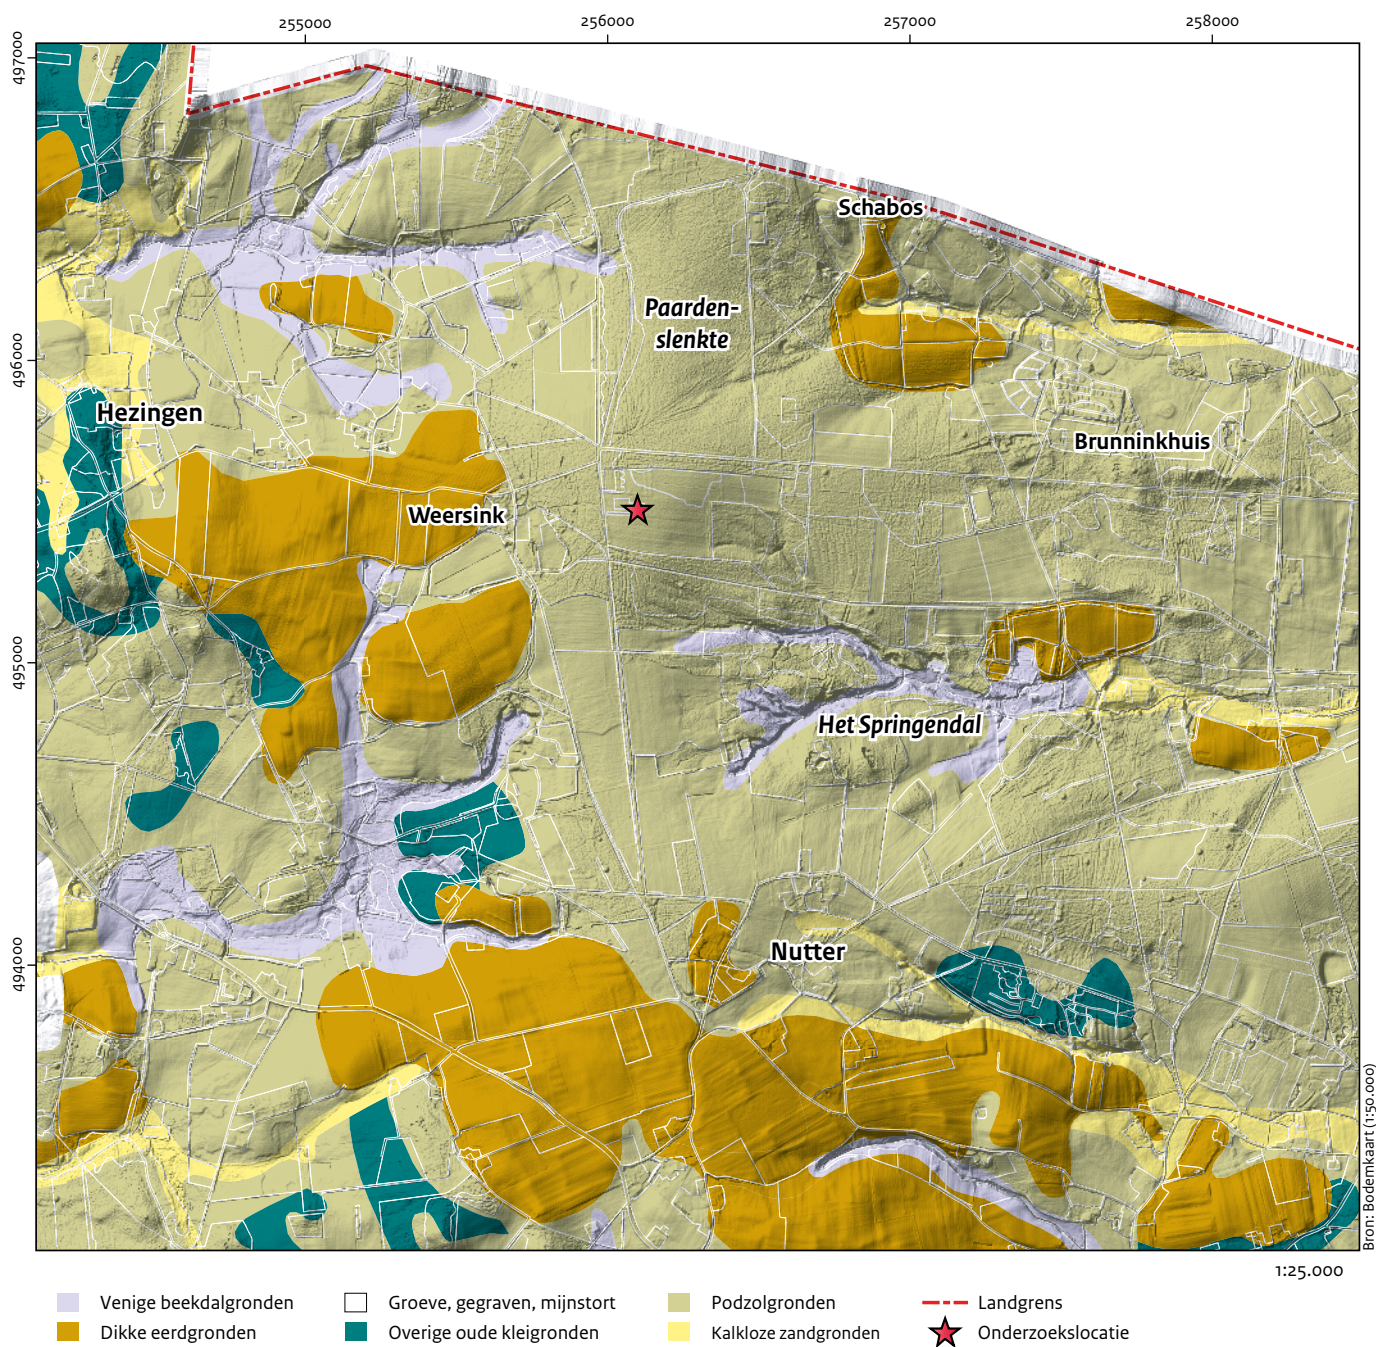 255000 256000 257000 258000
497000
496000
495000
494000
Schabos
Paarden-
slenkte
Hezingen
Brunninkhuis
Weersink
Het Springendal
Nutter
Bron: Bodemkaart (1:50.000)
1:25.000
Venige beekdalgronden
Dikke eerdgronden
Groeve, gegraven, mijnstort
Overige oude kleigronden
Podzolgronden
Kalkloze zandgronden
Landgrens
Onderzoekslocatie